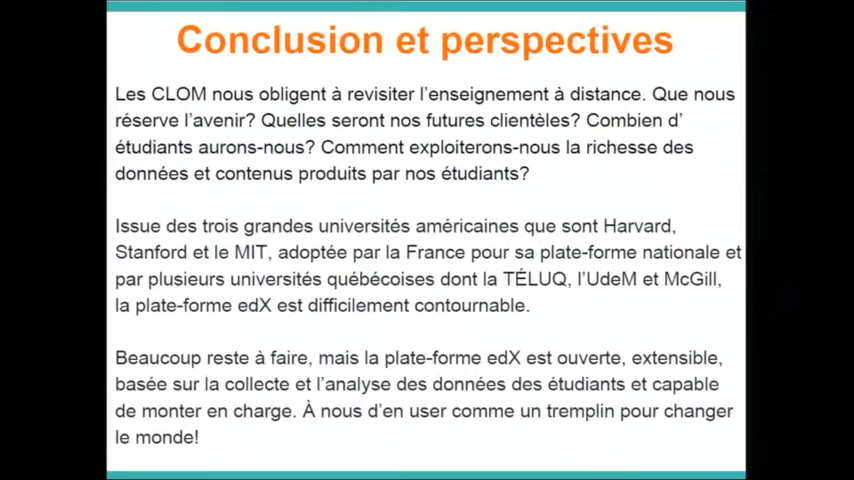 Conclusion et perspectives
Les CLOM nous obligent à revisiter l'enseignement à distance. Que nous
réserve l'avenir? Quelles seront nos futures clientèles? Combien d'
étudiants aurons-nous? Comment exploiterons-nous la richesse des
données et contenus produits par nos étudiants?
Issue des trois grandes universités américaines que sont Harvard,
Stanford et le MIT, adoptée par la France pour sa plate-forme nationale et
par plusieurs universités québécoises dont la TÉLUQ, l'UdeM et McGill,
la plate-forme edX est difficilement contournable.
Beaucoup reste à faire, mais la plate-forme edX est ouverte, extensible,
basée sur la collecte et l'analyse des données des étudiants et capable
de monter en charge. À nous d'en user comme un tremplin pour changer
le monde!